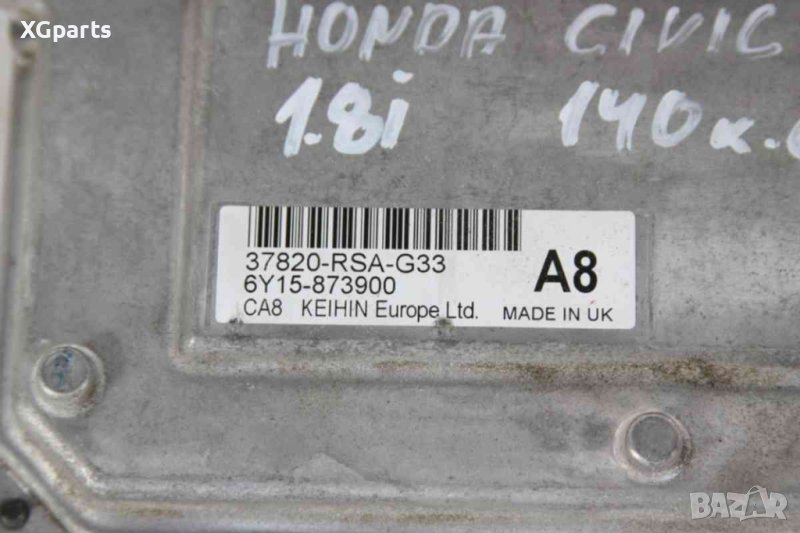 XGparts
HONDA CIVIC
1.8i 140к.с
37820-RSA-G33
6Y15-873900
A8
CA8 KEIHIN Europe Ltd. MADE IN UK
BAZAR